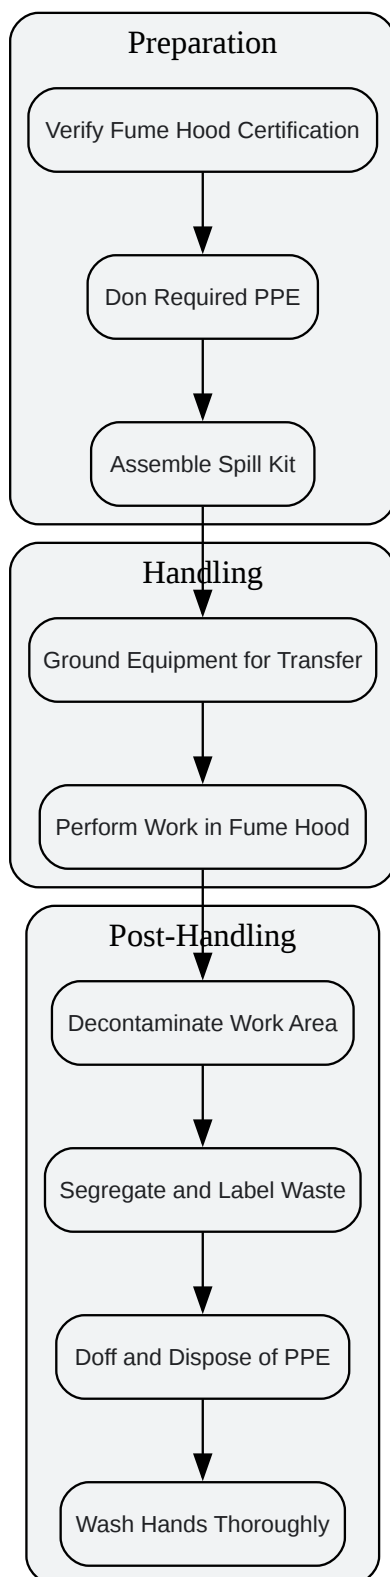 Preparation
Verify Fume Hood Certification
Don Required PPE
Assemble Spill Kit
Handling
Ground Equipment for Transfer
Perform Work in Fume Hood
Post-Handling
Decontaminate Work Area
Segregate and Label Waste
Doff and Dispose of PPE
Wash Hands Thoroughly